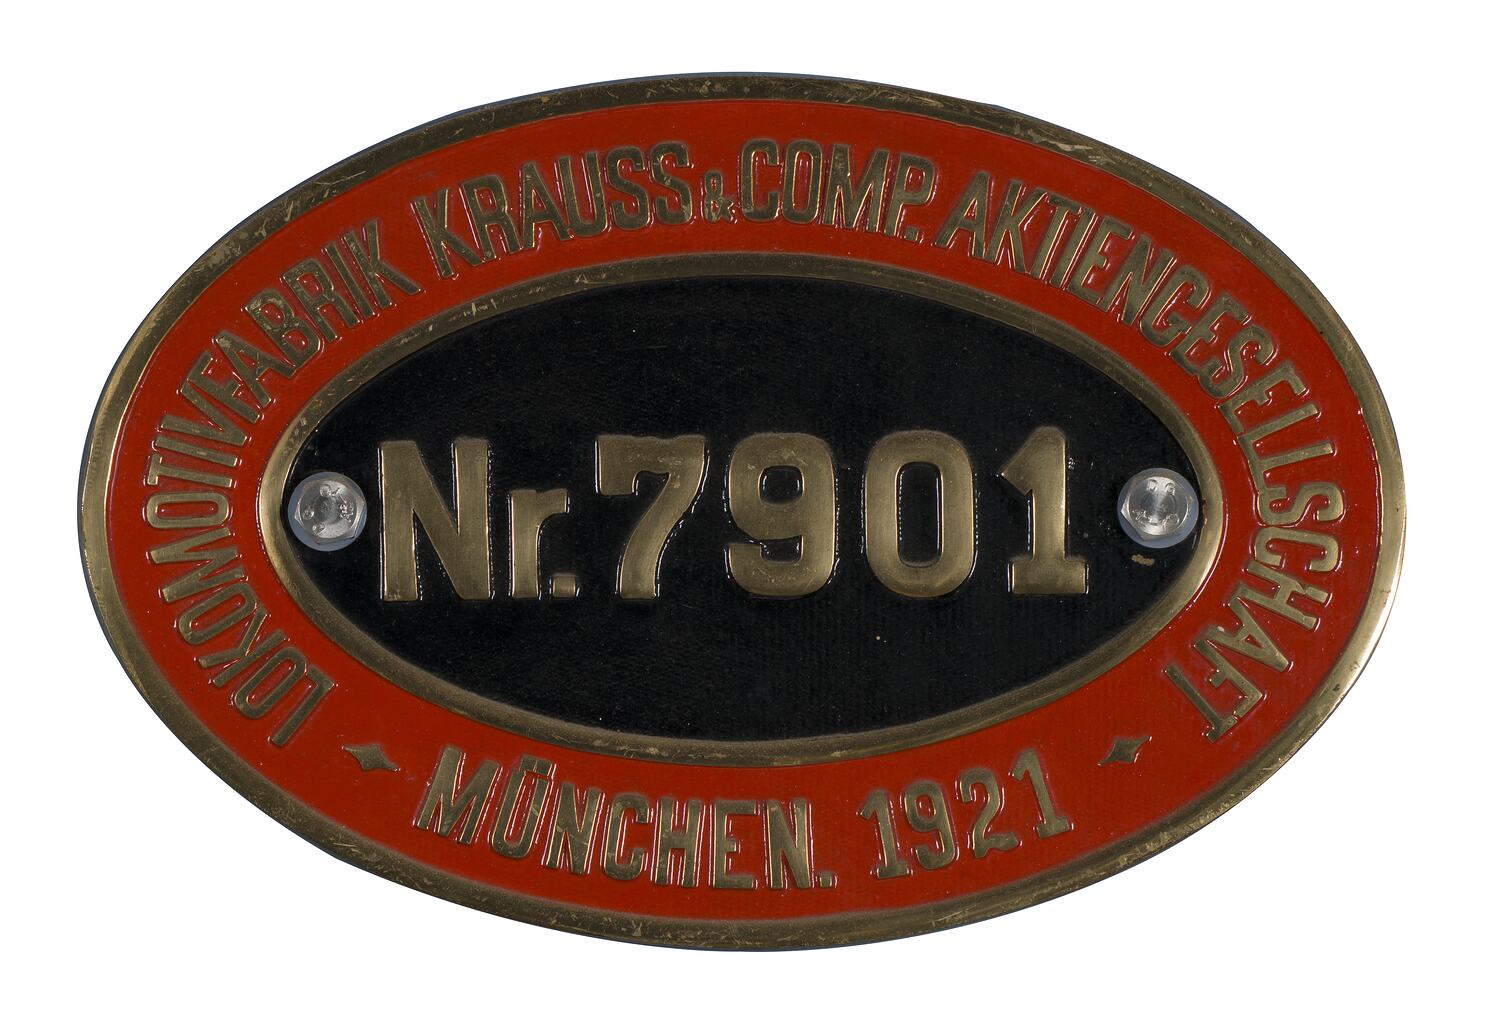 LOKOMOTIVFABRIK KRAUSS & COMP. AKTIENGESELLSCHAFT
Nr. 7901
MÜNCHEN. 1921